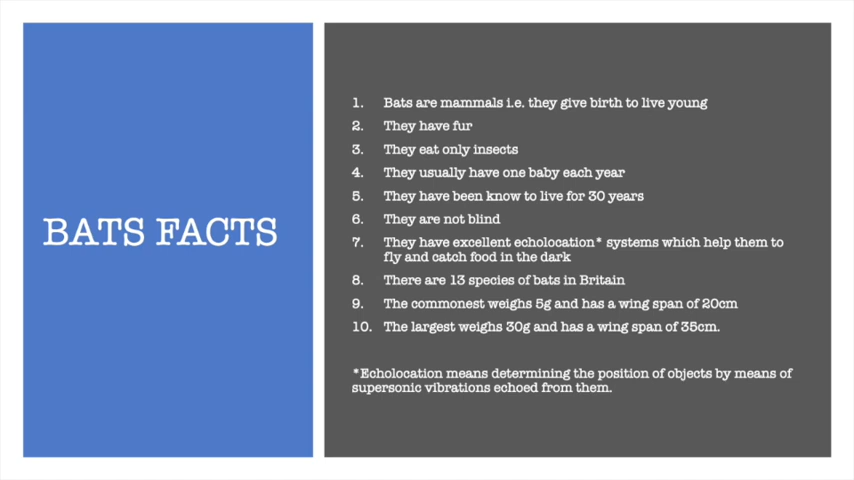 BATS FACTS
1. Bats are mammals i.e. they give birth to live young
2. They have fur
3. They eat only insects
4. They usually have one baby each year
5. They have been know to live for 30 years
6. They are not blind
7. They have excellent echolocation* systems which help them to
fly and catch food in the dark
8. There are 13 species of bats in Britain
9. The commonest weighs 5g and has a wing span of 20cm
10. The largest weighs 30g and has a wing span of 35cm.
*Echolocation means determining the position of objects by means of
supersonic vibrations echoed from them.